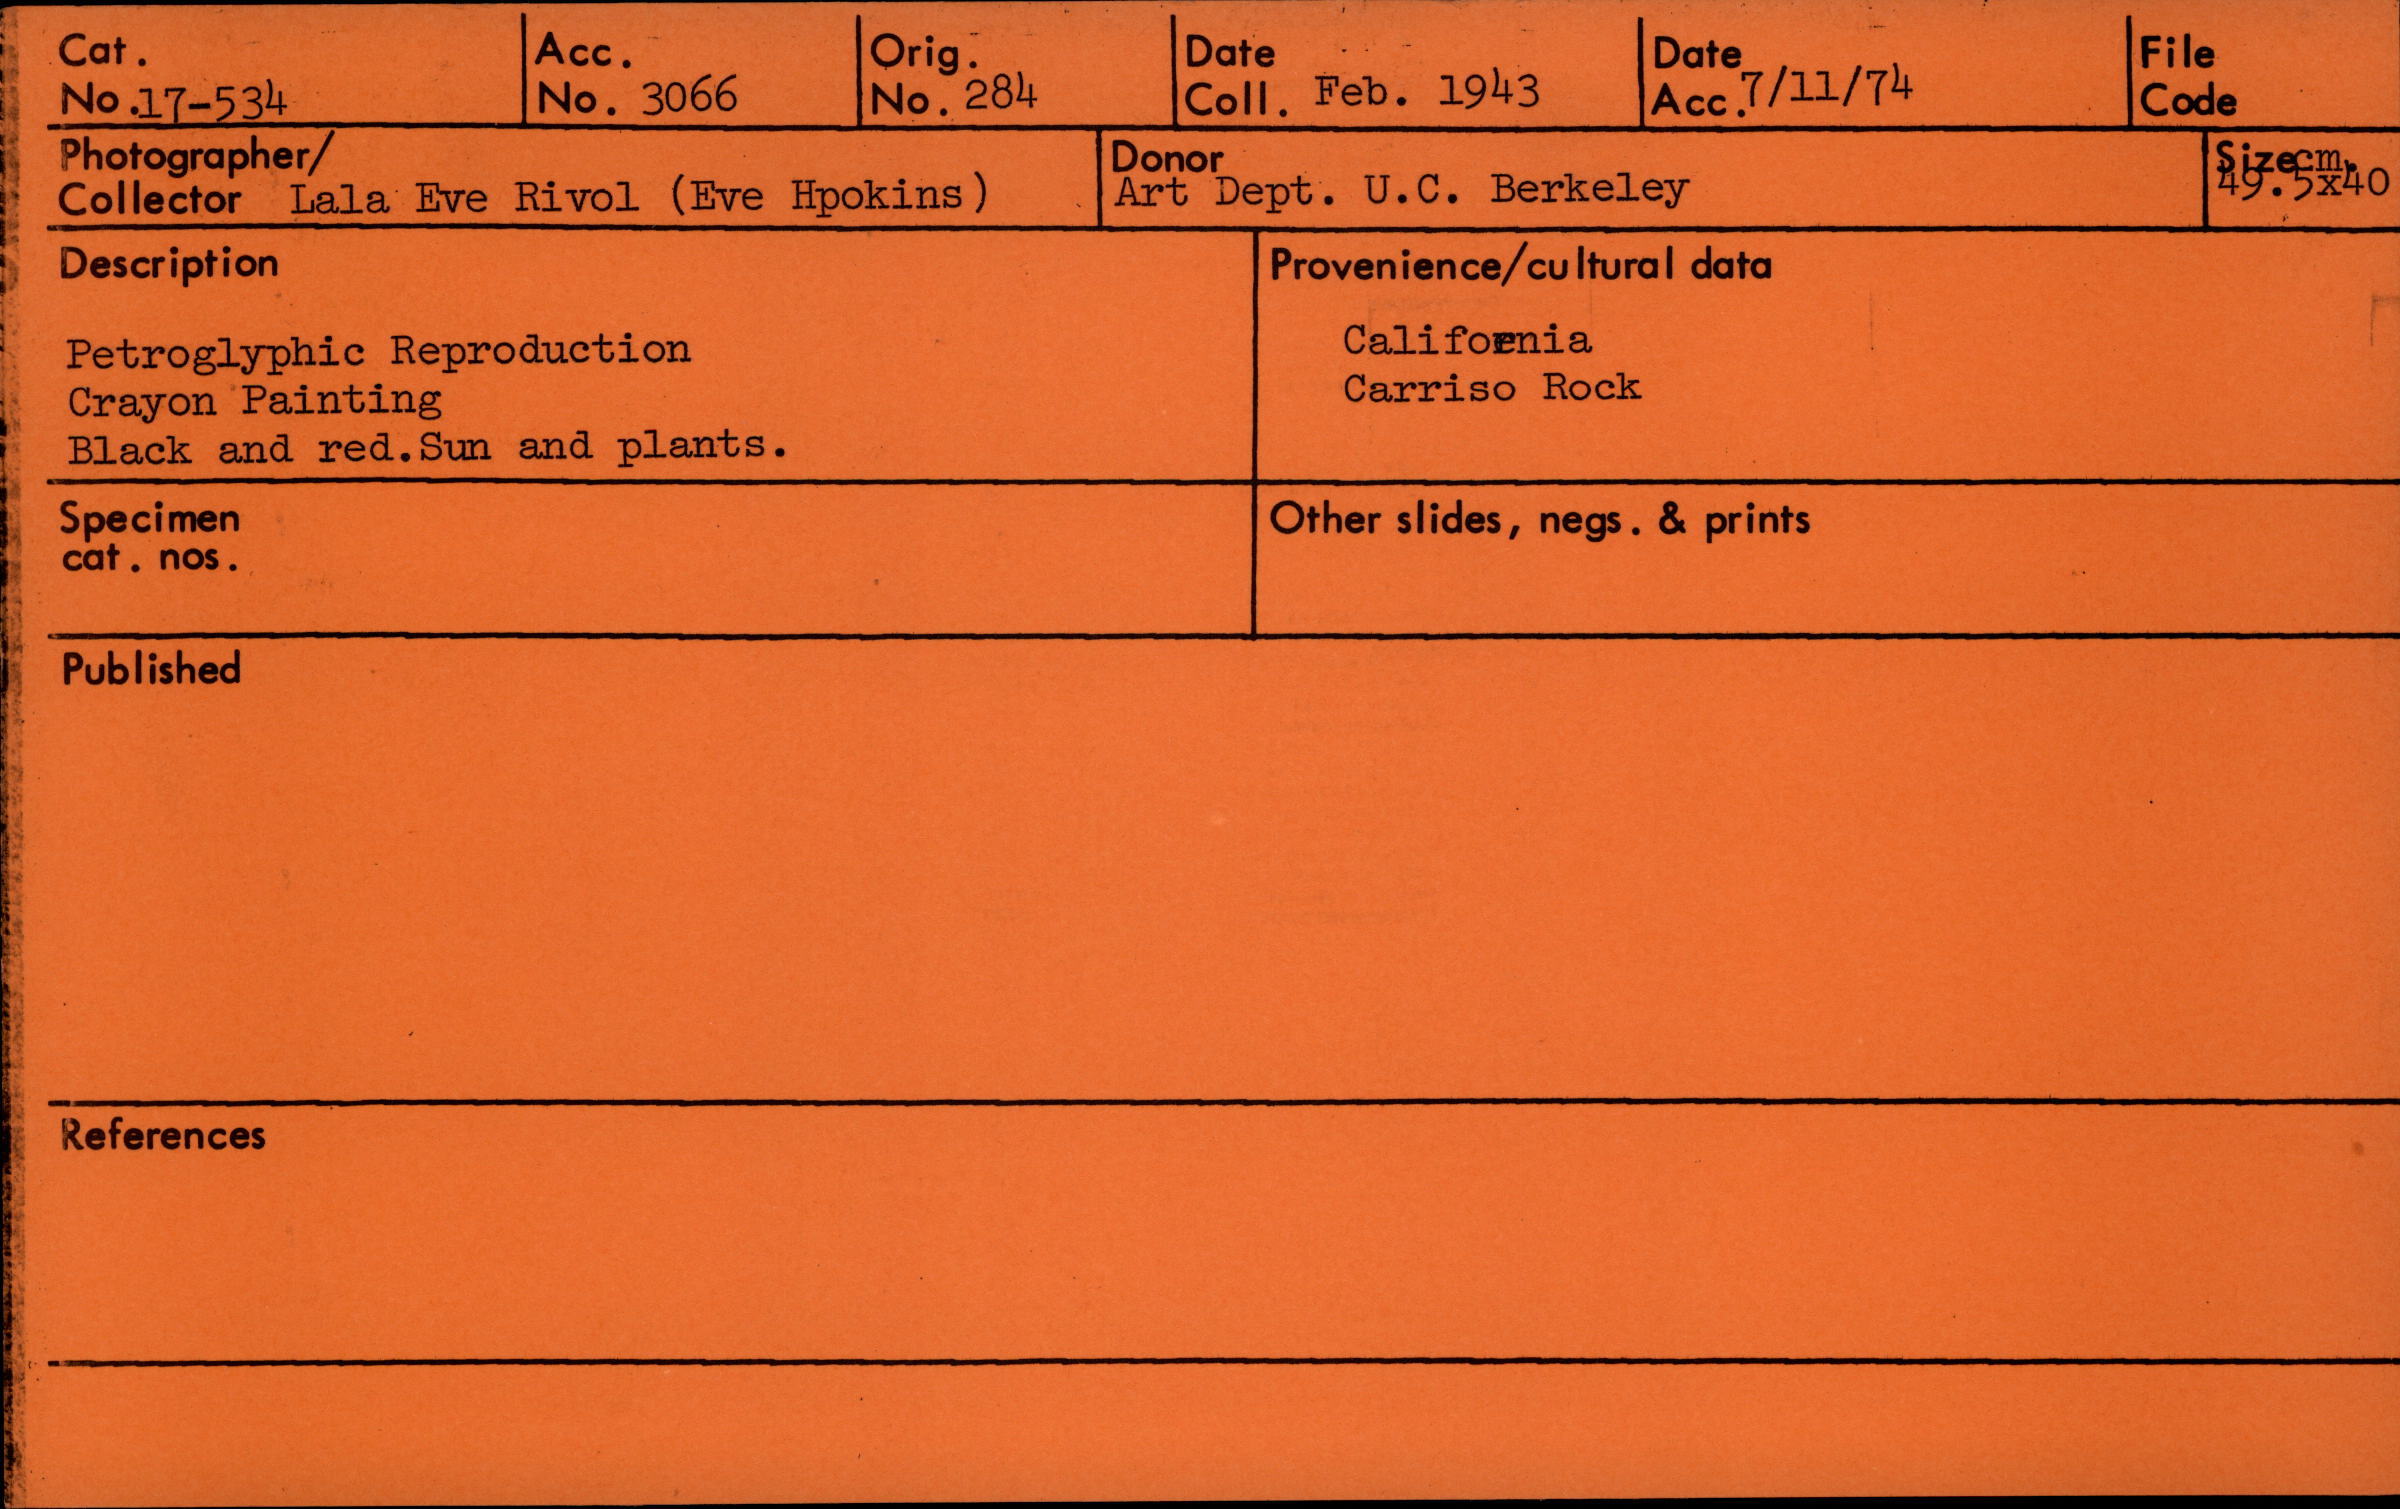 Cat. No. 17-534
Acc. No. 3066
Orig. No. 284
Date Coll. Feb. 1943
Date Acc. 7/11/74
File Code
Photographer/
Collector Lala Eve Rivol (Eve Hpokins)
Donor
Art Dept. U.C. Berkeley
Size cm.
49.5x40
Description
Petroglyphic Reproduction
Crayon Painting
Black and red.Sun and plants.
Provenience/cultural data
California
Carriso Rock
Specimen
cat. nos.
Other slides, negs. & prints
Published
References